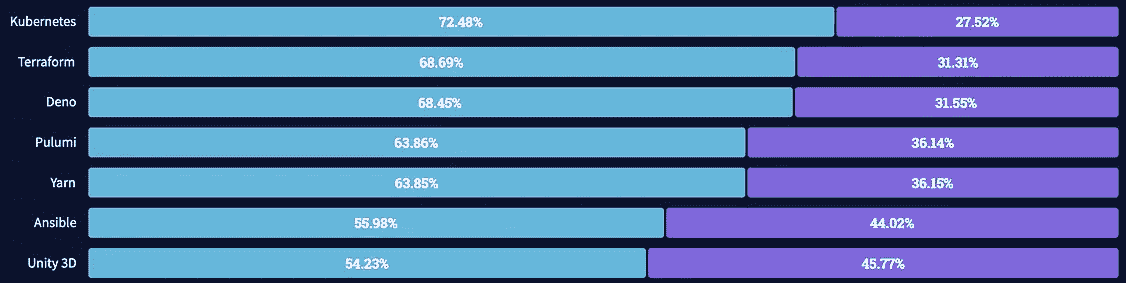 Kubernetes 72.48% 27.52%
Terraform 68.69% 31.31%
Deno 68.45% 31.55%
Pulumi 63.86% 36.14%
Yarn 63.85% 36.15%
Ansible 55.98% 44.02%
Unity 3D 54.23% 45.77%